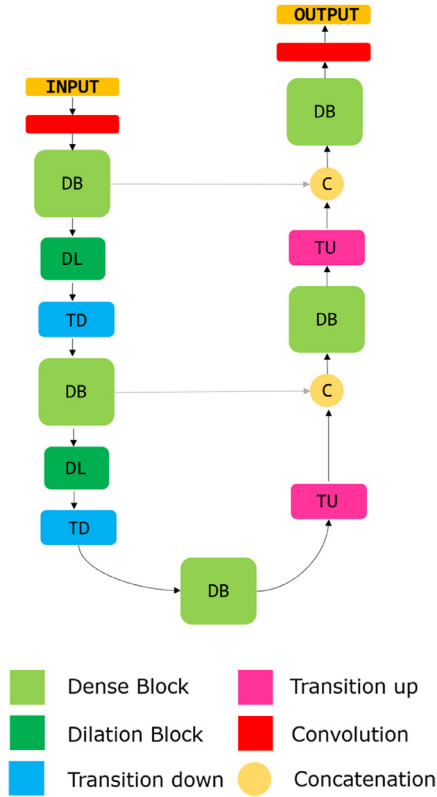 OUTPUT
INPUT
DB
DB
C
DL
TU
TD
DB
DB
C
DL
TU
TD
DB
Dense Block
Transition up
Dilation Block
Convolution
Transition down
Concatenation